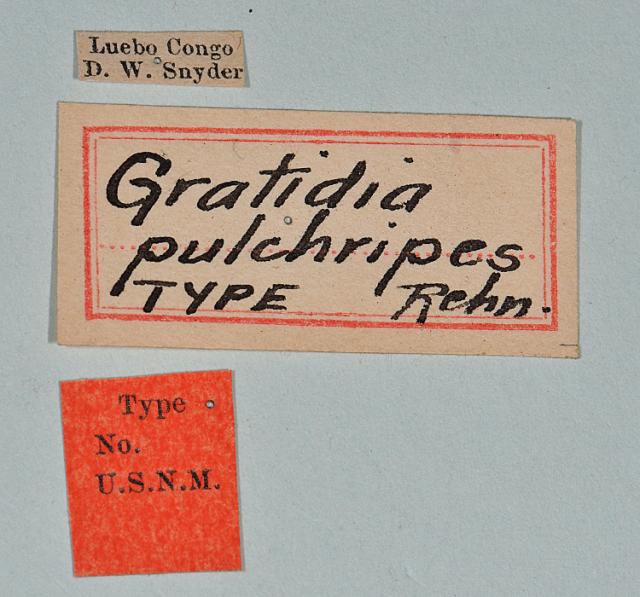 Luebo Congo
D. W. Snyder
Gratidia
pulchripes
TYPE Rehn.
Type
No.
U.S.N.M.